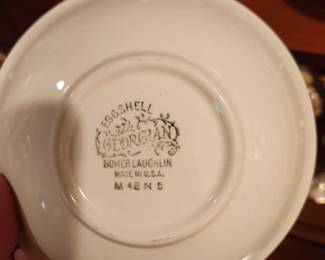 EGGSHELL
GEORGIAN
HOMER LAUGHLIN
MADE IN U.S.A.
M 48 N 5